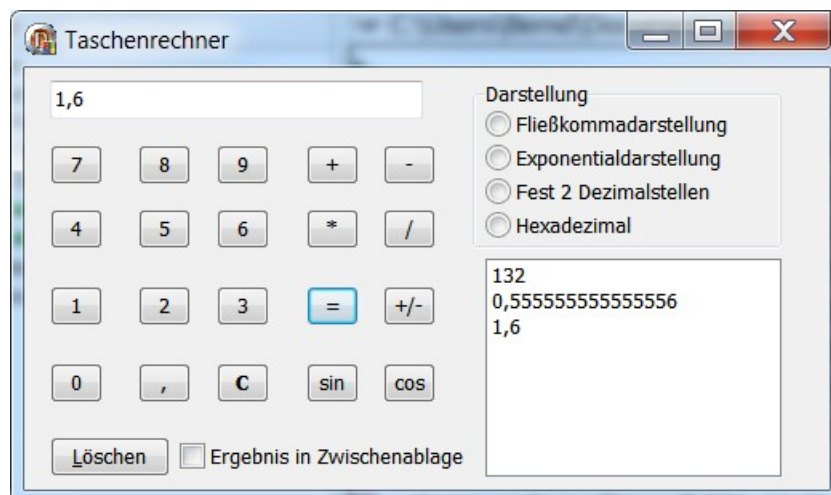 Taschenrechner
1,6
7 8 9 + -
4 5 6 * /
1 2 3 = +/-
0 , C sin cos
Löschen
Ergebnis in Zwischenablage
Darstellung
Fließkommadarstellung
Exponentialdarstellung
Fest 2 Dezimalstellen
Hexadezimal
132
0,555555555555556
1,6